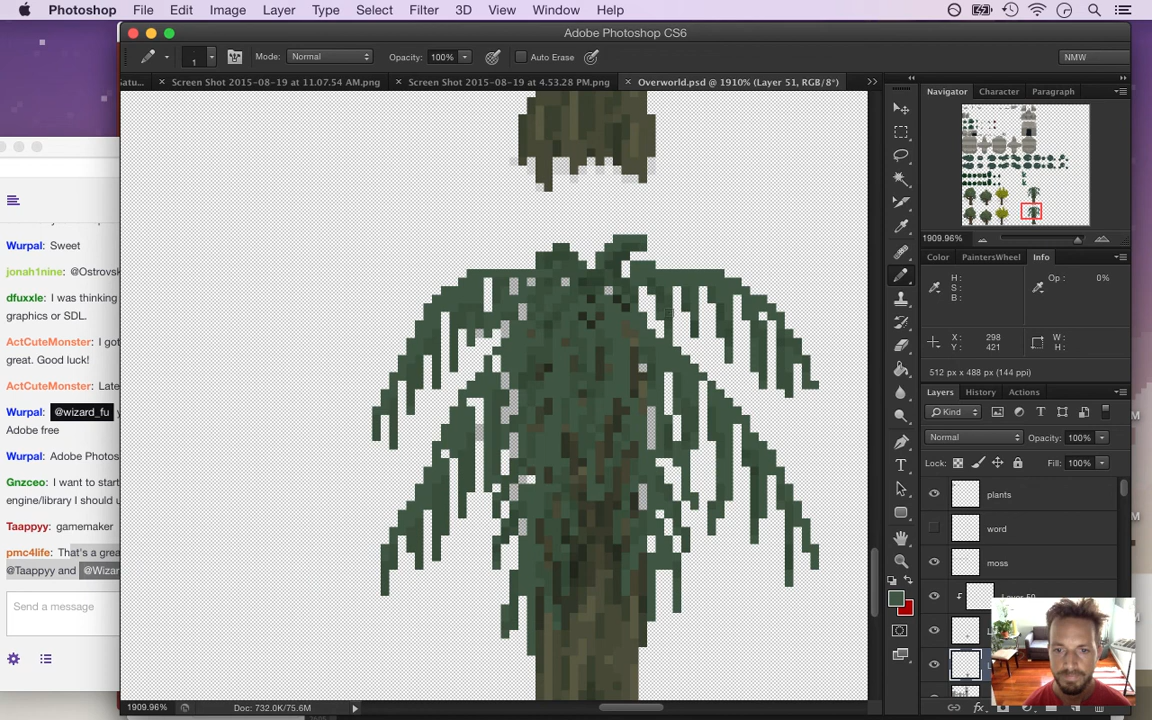 Photoshop File Edit Image Layer Type Select Filter 3D View Window Help
Adobe Photoshop CS6
1 Mode: Normal Opacity: 100% Auto Erase NMW
Screen Shot 2015-08-19 at 11.07.54 AM.png Screen Shot 2015-08-19 at 4.53.28 PM.png Overworld.psd @ 1910% (Layer 51, RGB/8*)
Wurpal: Sweet
jonah1nine: @Ostrovsk
dfuxxle: I was thinking
graphics or SDL.
ActCuteMonster: I got
great. Good luck!
ActCuteMonster: Late
Wurpal: @wizard_fu y
Adobe free
Wurpal: Adobe Photos
Gnzceo: I want to start
engine/library I should u
Taappyy: gamemaker
pmc4life: That's a grea
@Taappyy and @Wizar
Send a message
Navigator Character Paragraph
1909.96%
Color PaintersWheel Info
H:
S:
B:
Op: 0%
X: 298
Y: 421
W:
H:
512 px x 488 px (144 ppi)
Layers History Actions
Kind
Normal Opacity: 100%
Lock: Fill: 100%
plants
word
moss
1909.96% Doc: 732.0K/75.6M